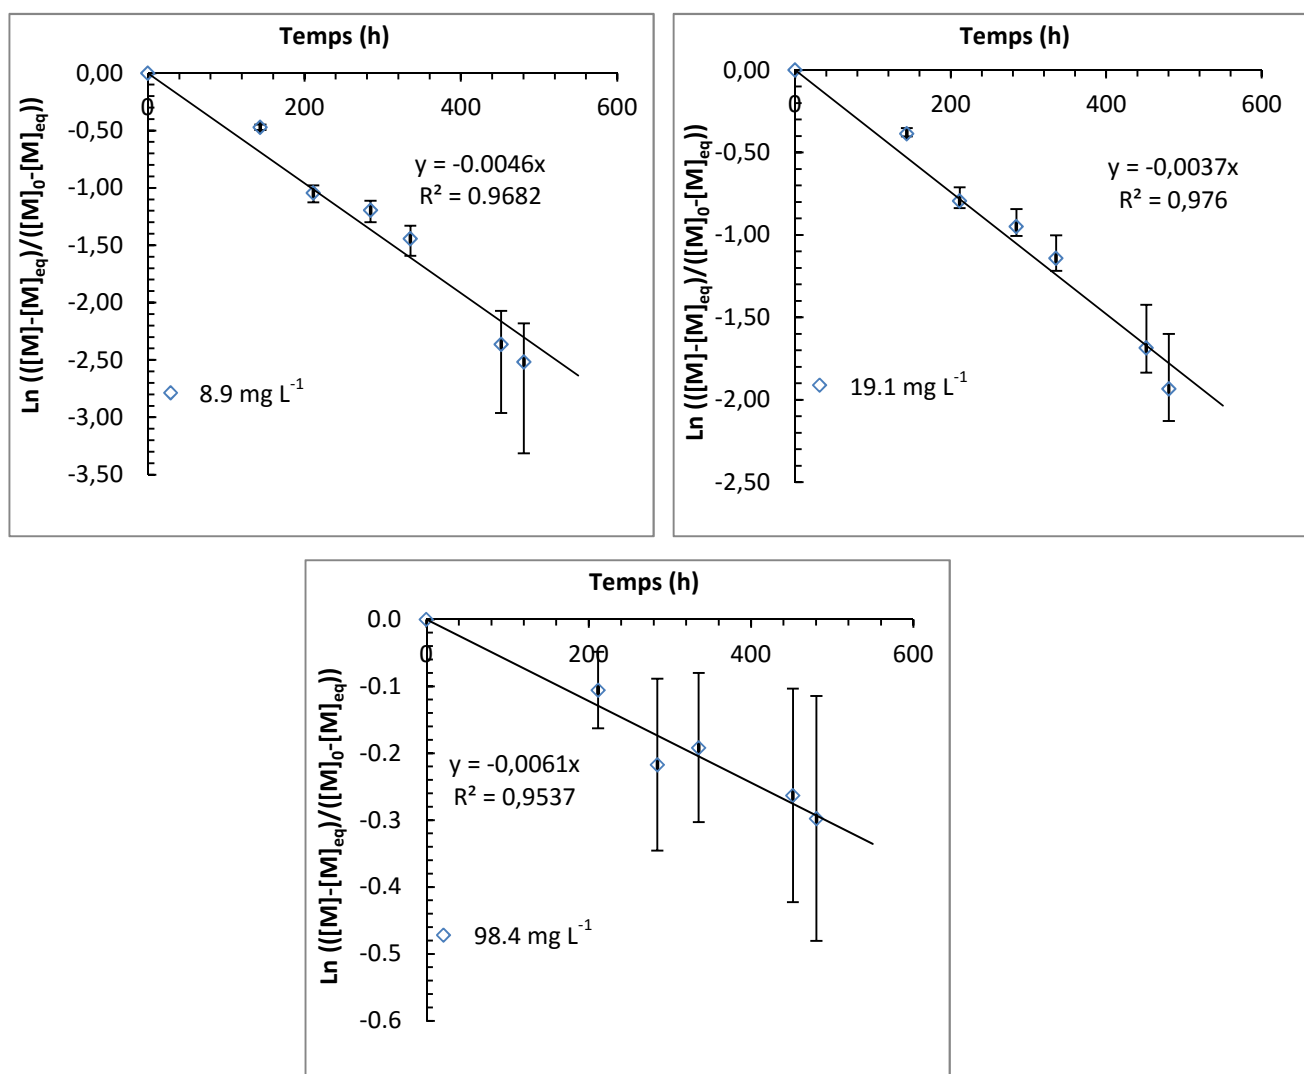 Temps (h)
0,00
-0,50
-1,00
-1,50
-2,00
-2,50
-3,00
-3,50
0
200
400
600
Ln (([M]-[M]eq)/([M]0-[M]eq))
y = -0.0046x
R² = 0.9682
8.9 mg L⁻¹
Temps (h)
0,00
-0,50
-1,00
-1,50
-2,00
-2,50
0
200
400
600
Ln (([M]-[M]eq)/([M]0-[M]eq))
y = -0,0037x
R² = 0,976
19.1 mg L⁻¹
Temps (h)
0.0
-0.1
-0.2
-0.3
-0.4
-0.5
-0.6
0
200
400
600
Ln (([M]-[M]eq)/([M]0-[M]eq))
y = -0,0061x
R² = 0,9537
98.4 mg L⁻¹